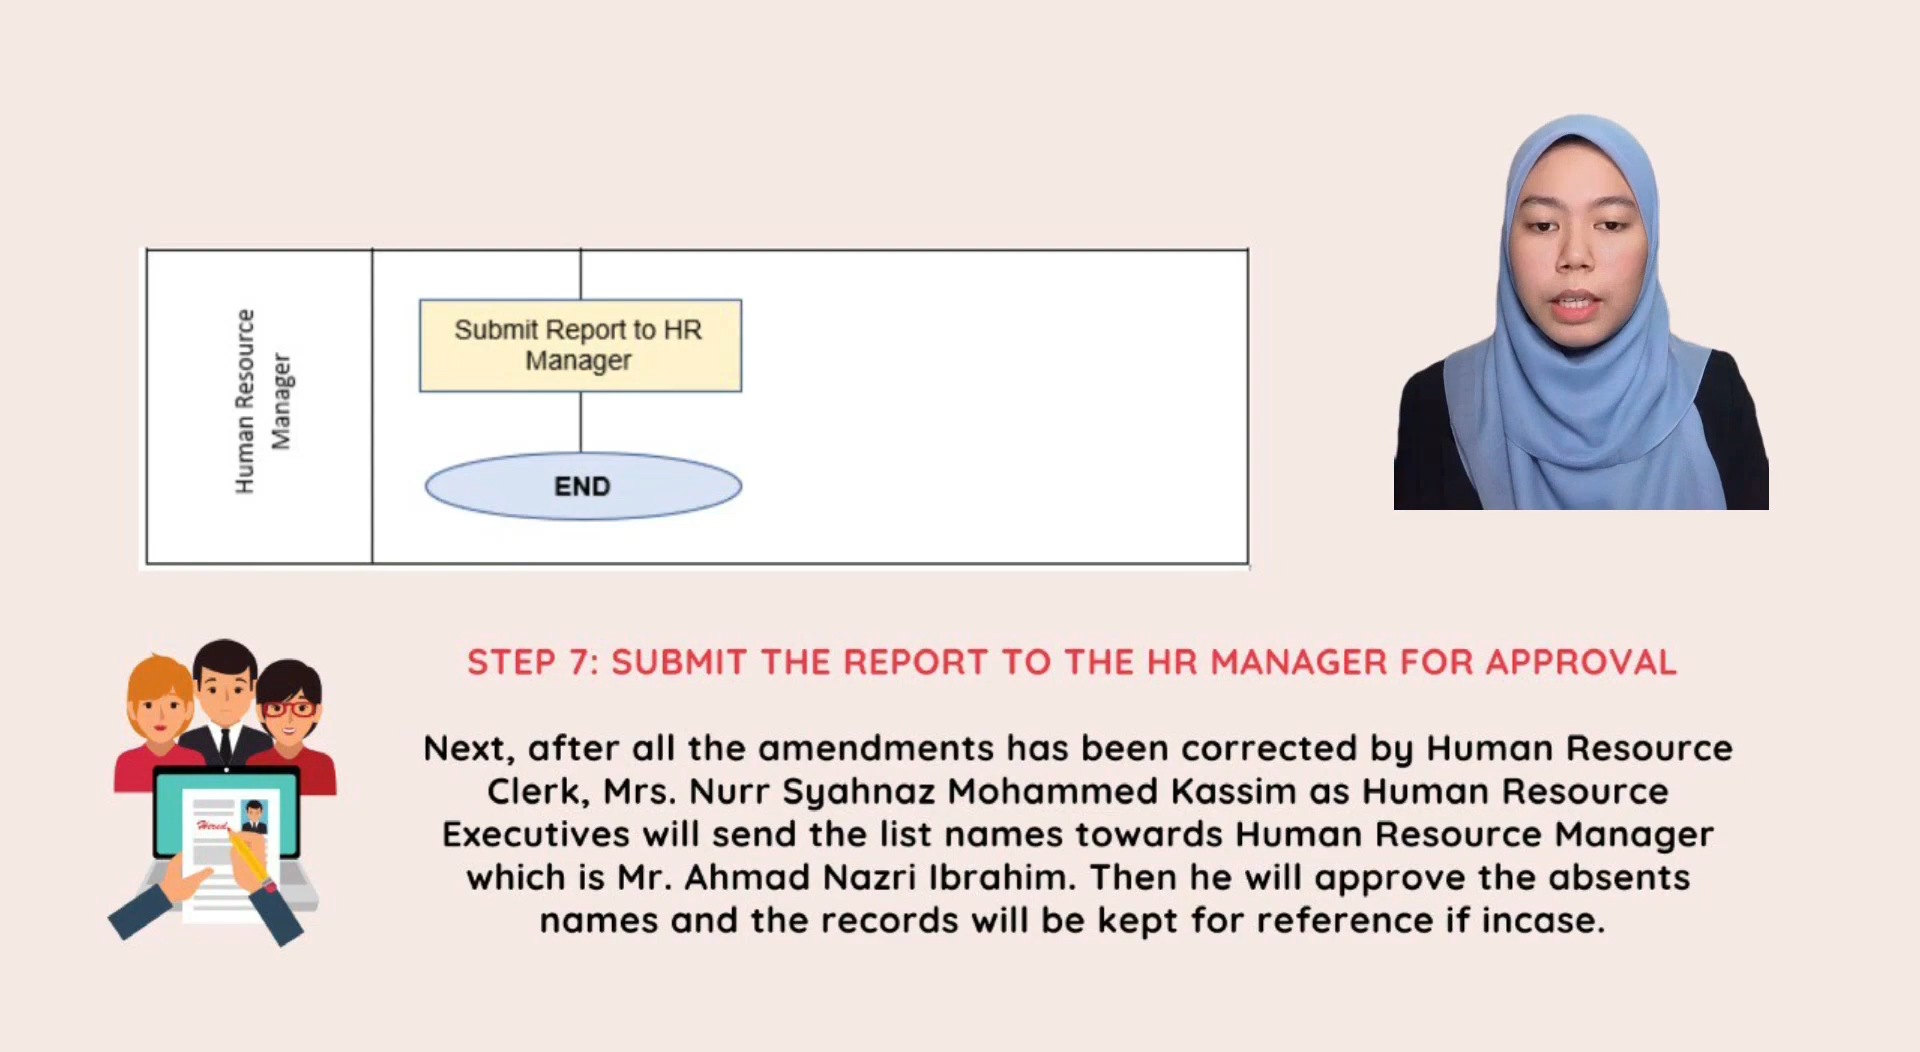 Human Resource
Manager
Submit Report to HR
Manager
END
STEP 7: SUBMIT THE REPORT TO THE HR MANAGER FOR APPROVAL
Next, after all the amendments has been corrected by Human Resource
Clerk, Mrs. Nurr Syahnaz Mohammed Kassim as Human Resource
Executives will send the list names towards Human Resource Manager
which is Mr. Ahmad Nazri Ibrahim. Then he will approve the absents
names and the records will be kept for reference if incase.
Hired